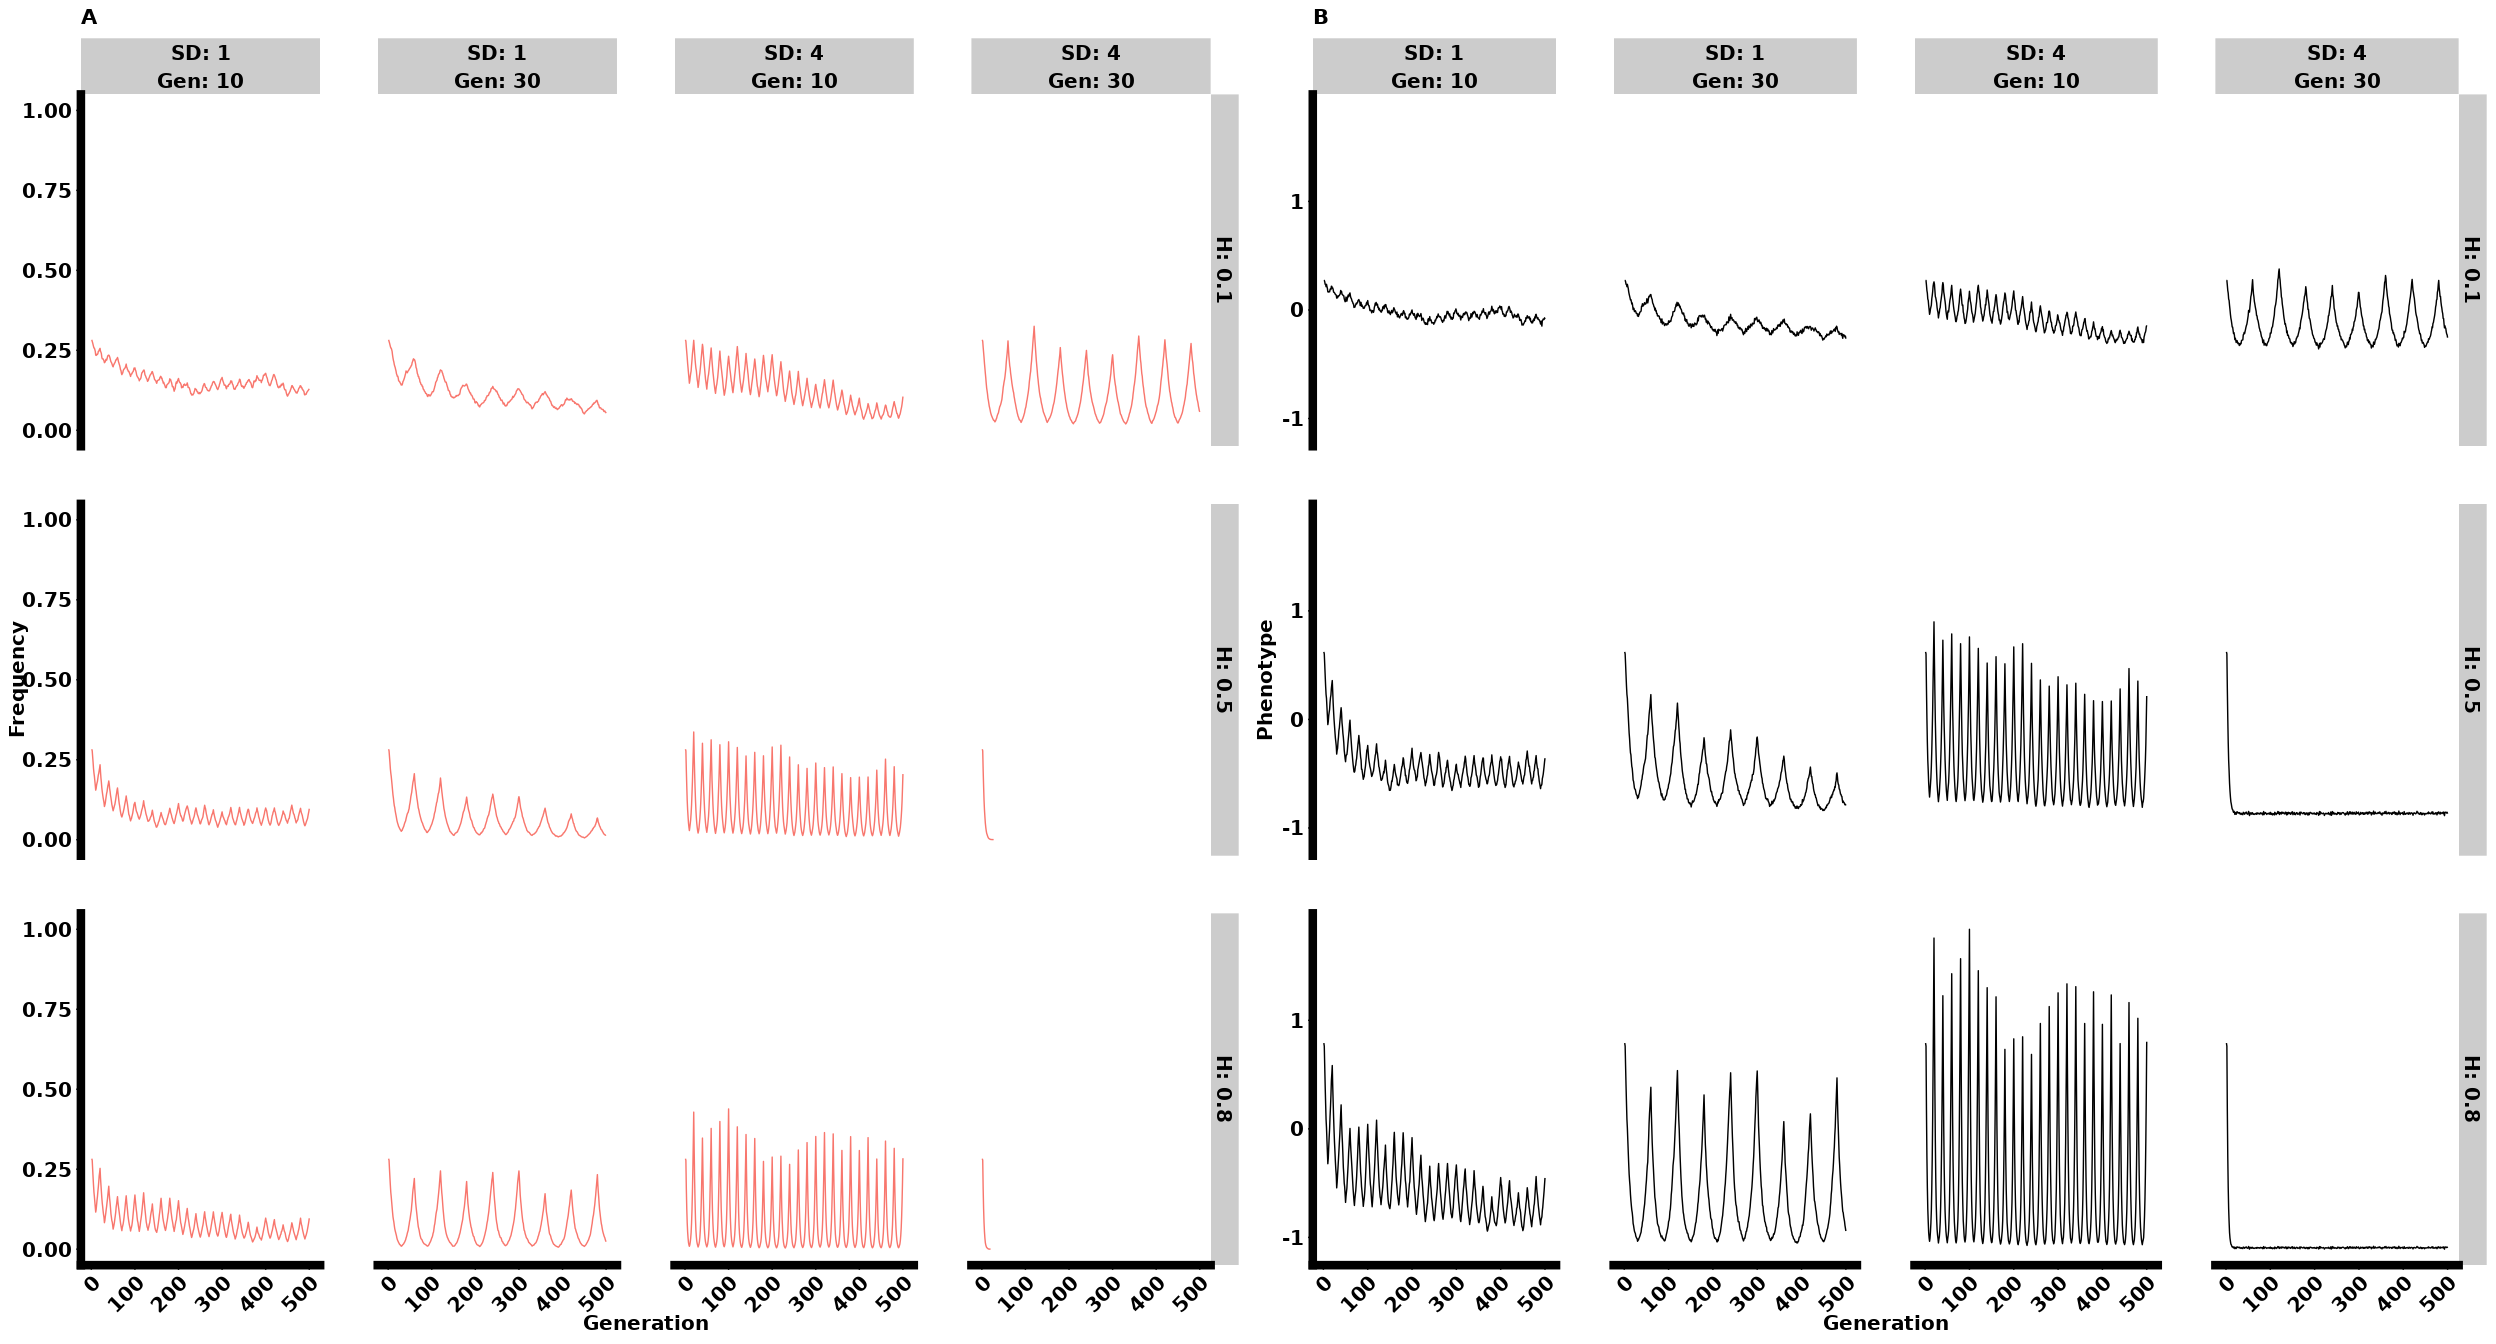 A
B
SD: 1
Gen: 10
SD: 1
Gen: 30
SD: 4
Gen: 10
SD: 4
Gen: 30
SD: 1
Gen: 10
SD: 1
Gen: 30
SD: 4
Gen: 10
SD: 4
Gen: 30
1.00
0.75
0.50
0.25
0.00
H: 0.1
1
0
-1
H: 0.1
Frequency
1.00
0.75
0.50
0.25
0.00
H: 0.5
Phenotype
1
0
-1
H: 0.5
1.00
0.75
0.50
0.25
0.00
H: 0.8
1
0
-1
H: 0.8
0 100 200 300 400 500
0 100 200 300 400 500
0 100 200 300 400 500
0 100 200 300 400 500
0 100 200 300 400 500
0 100 200 300 400 500
0 100 200 300 400 500
0 100 200 300 400 500
Generation
Generation